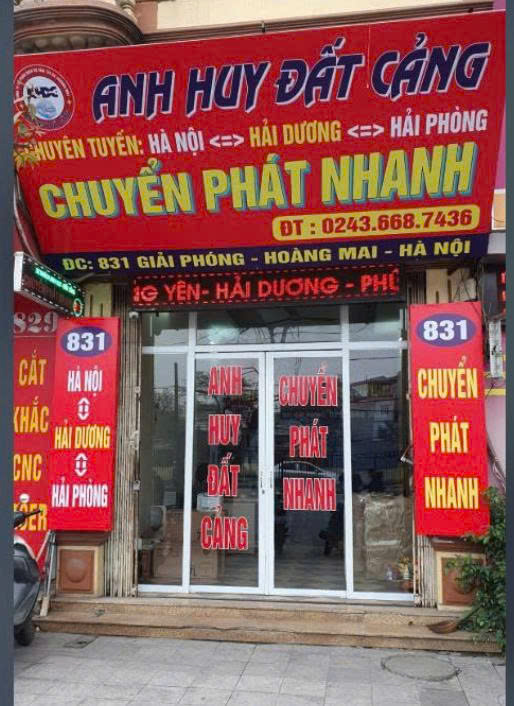 ANH HUY ĐẤT CẢNG
CHUYÊN TUYẾN: HÀ NỘI <=> HẢI DƯƠNG <=> HẢI PHÒNG
CHUYỂN PHÁT NHANH
ĐT : 0243.668.7436
ĐC: 831 GIẢI PHÓNG - HOÀNG MAI - HÀ NỘI
NG YÊN- HẢI DƯƠNG - PHỦ
829
CẮT
KHẮC
CNC
831
HÀ NỘI
HẢI DƯƠNG
HẢI PHÒNG
ANH
HUY
ĐẤT
CẢNG
CHUYỂN
PHÁT
NHANH
831
CHUYỂN
PHÁT
NHANH